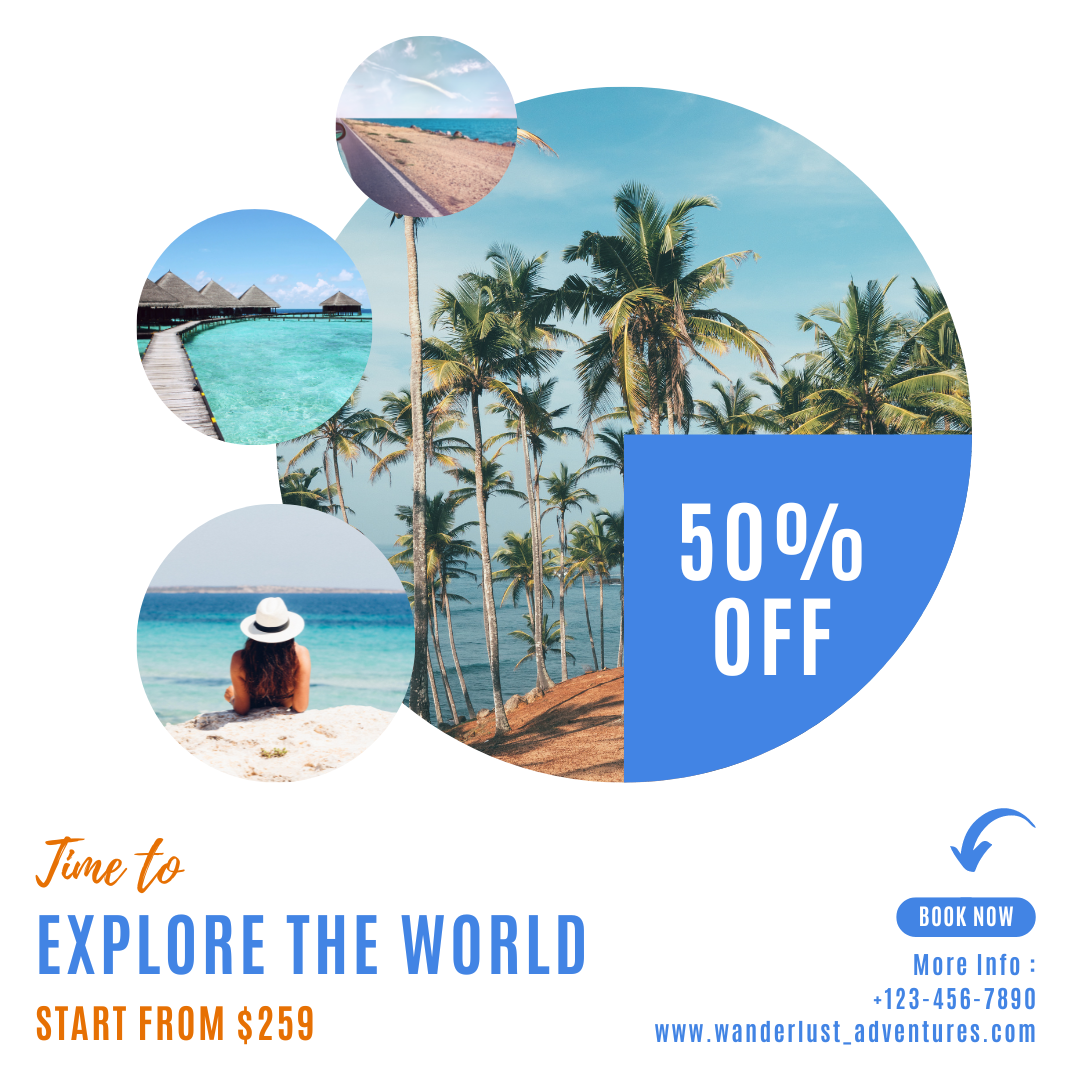 50%
OFF
Time to
EXPLORE THE WORLD
START FROM $259
BOOK NOW
More Info :
+123-456-7890
www.wanderlust_adventures.com